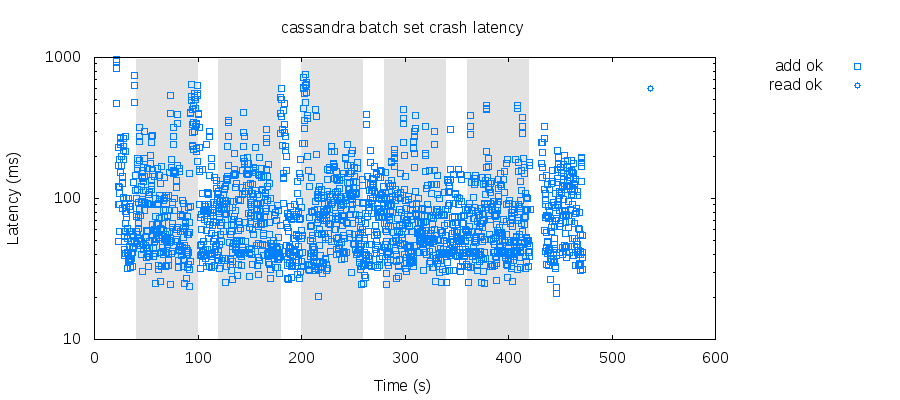 cassandra batch set crash latency
1000
100
10
Latency (ms)
0 100 200 300 400 500 600
Time (s)
add ok
read ok